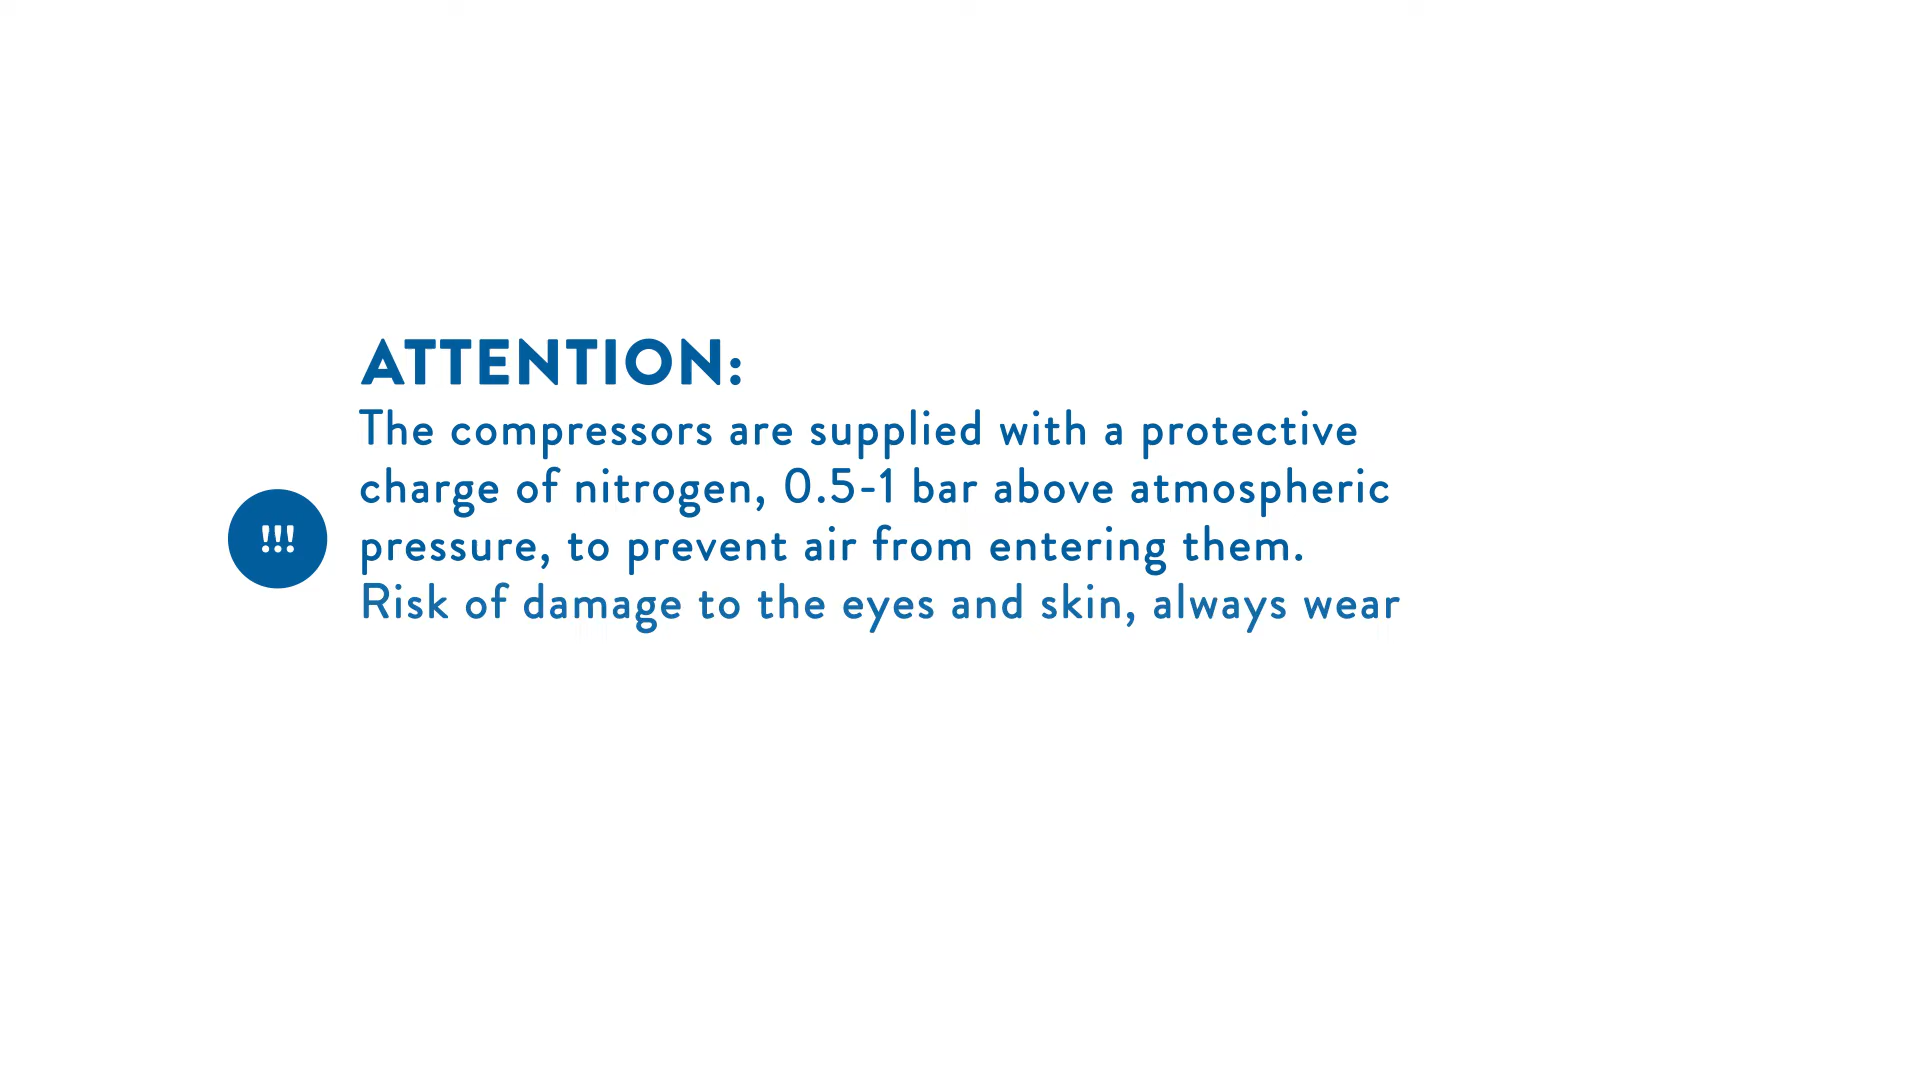 ATTENTION:
The compressors are supplied with a protective
charge of nitrogen, 0.5-1 bar above atmospheric
!!!
pressure, to prevent air from entering them.
Risk of damage to the eyes and skin, always wear